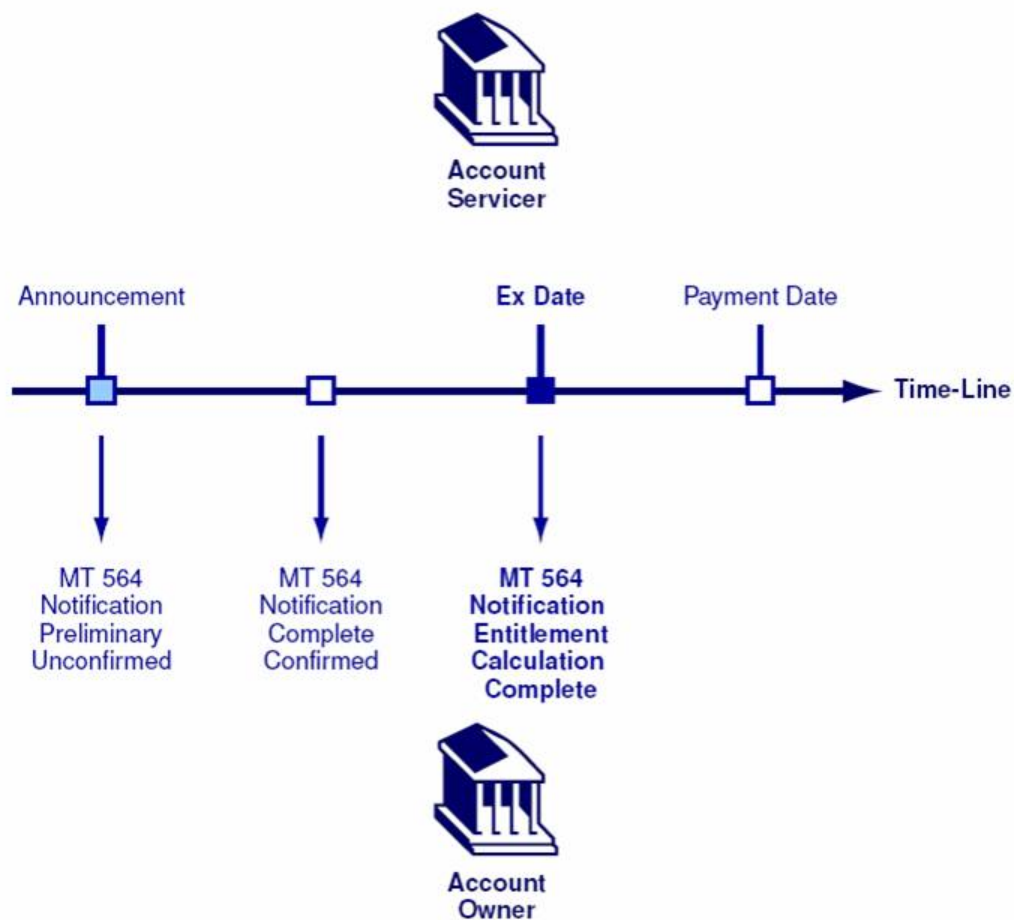 Account
Servicer
Announcement
Ex Date
Payment Date
Time-Line
MT 564
Notification
Preliminary
Unconfirmed
MT 564
Notification
Complete
Confirmed
MT 564
Notification
Entitlement
Calculation
Complete
Account
Owner